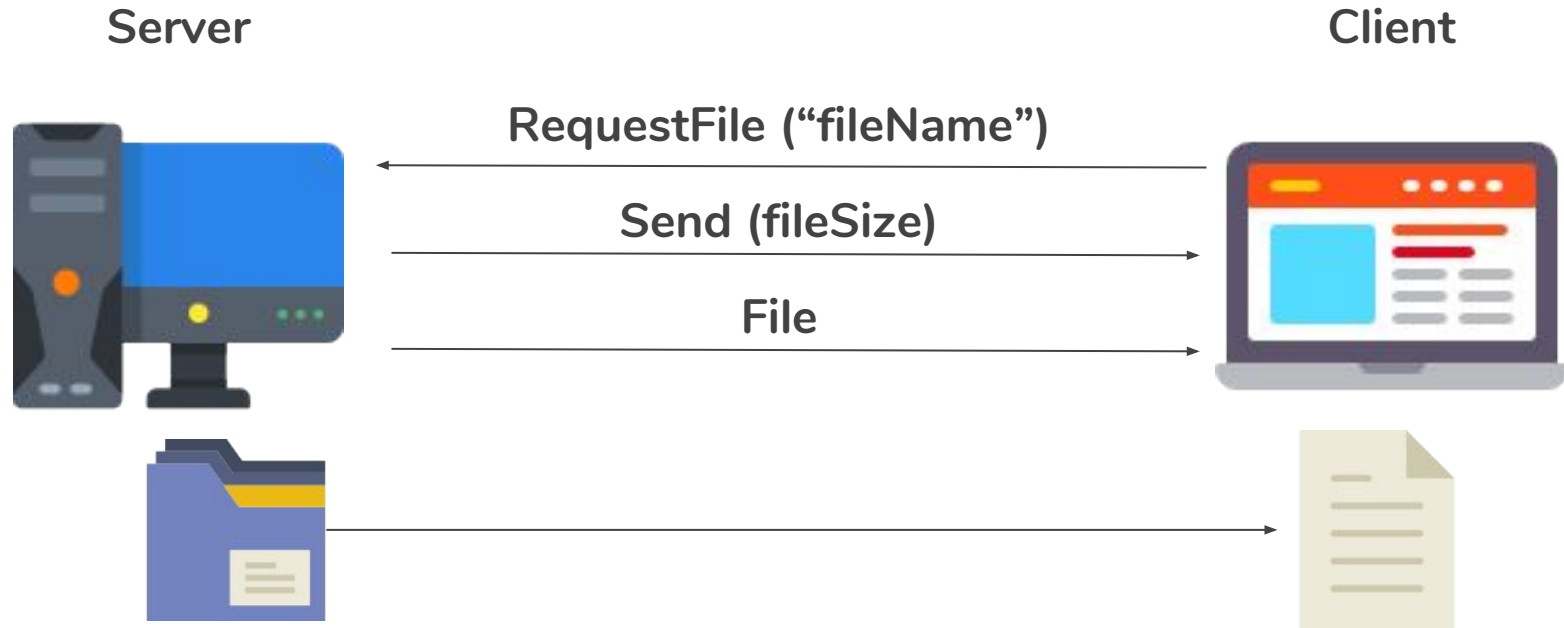 Server
Client
RequestFile (“fileName”)
Send (fileSize)
File